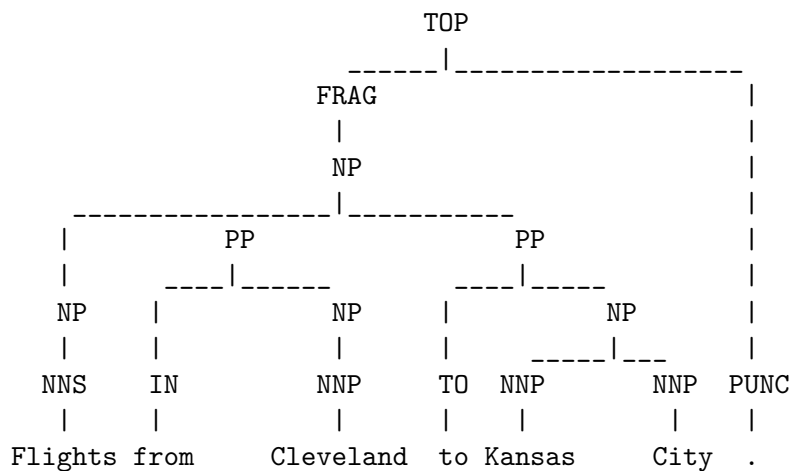 TOP
FRAG
NP
PP PP
NP NP NP
NNS IN NNP TO NNP NNP PUNC
Flights from Cleveland to Kansas City .